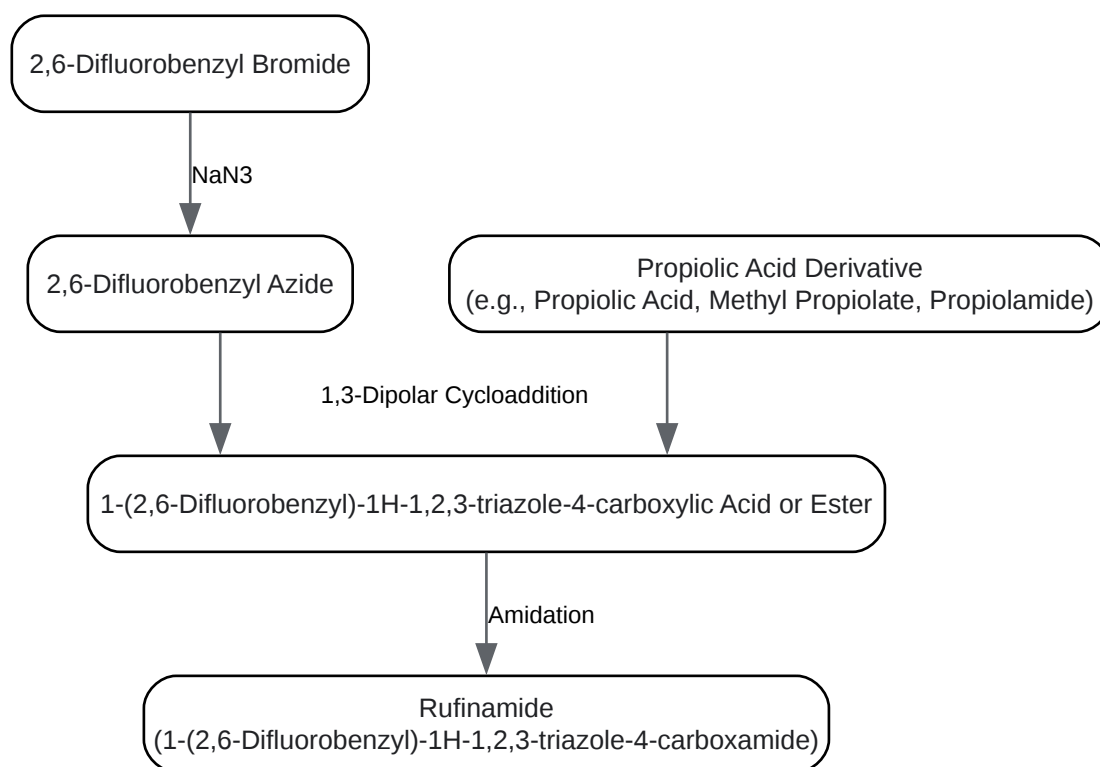 2,6-Difluorobenzyl Bromide
NaN3
2,6-Difluorobenzyl Azide
Propiolic Acid Derivative
(e.g., Propiolic Acid, Methyl Propiolate, Propiolamide)
1,3-Dipolar Cycloaddition
1-(2,6-Difluorobenzyl)-1H-1,2,3-triazole-4-carboxylic Acid or Ester
Amidation
Rufinamide
(1-(2,6-Difluorobenzyl)-1H-1,2,3-triazole-4-carboxamide)